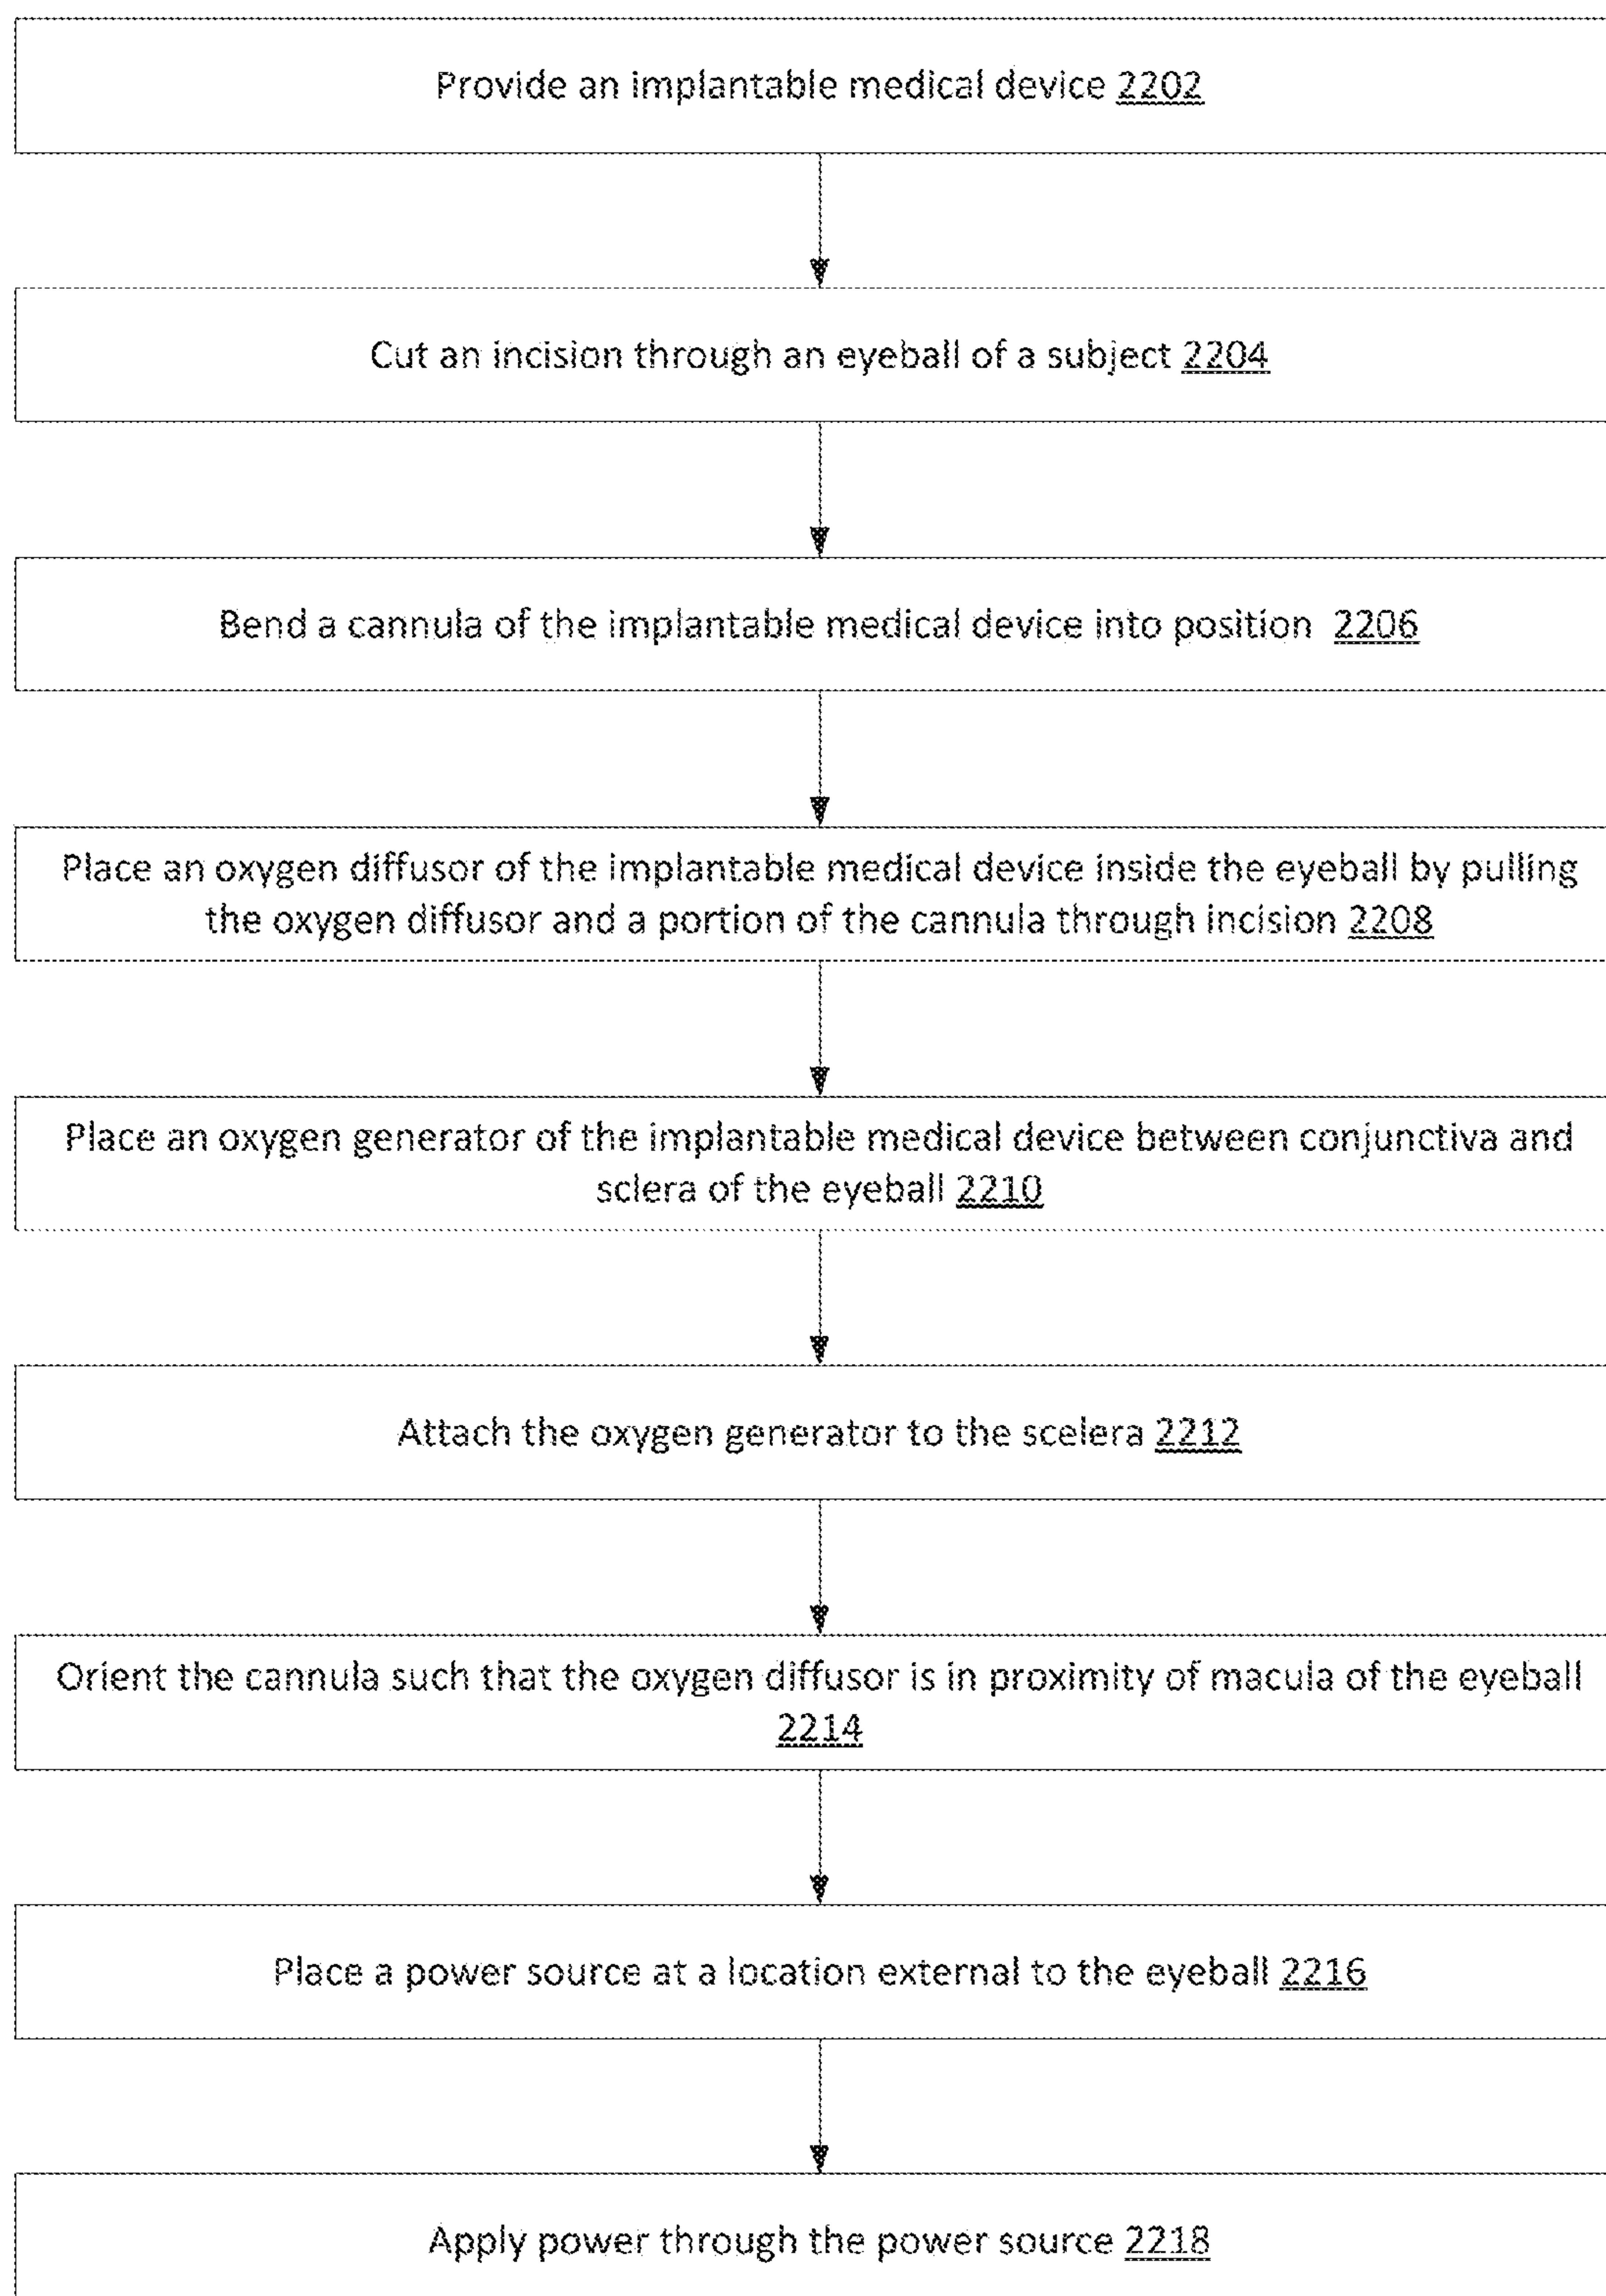 Provide an implantable medical device 2202
Cut an incision through an eyeball of a subject 2204
Bend a cannula of the implantable medical device into position 2206
Place an oxygen diffusor of the implantable medical device inside the eyeball by pulling
the oxygen diffusor and a portion of the cannula through incision 2208
Place an oxygen generator of the implantable medical device between conjunctiva and
sclera of the eyeball 2210
Attach the oxygen generator to the scelera 2212
Orient the cannula such that the oxygen diffusor is in proximity of macula of the eyeball
2214
Place a power source at a location external to the eyeball 2216
Apply power through the power source 2218